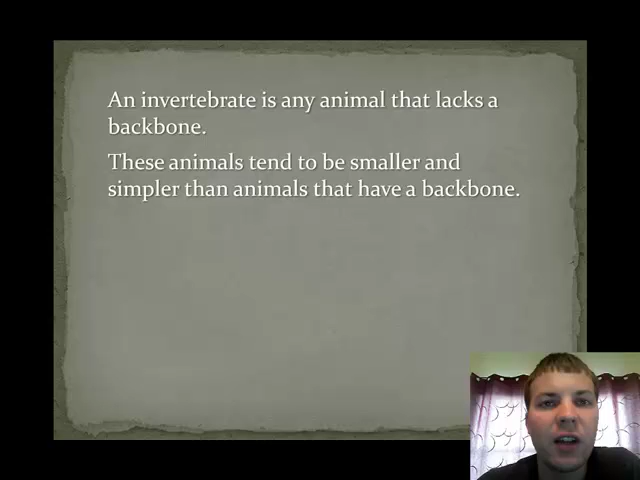 An invertebrate is any animal that lacks a
backbone.
These animals tend to be smaller and
simpler than animals that have a backbone.